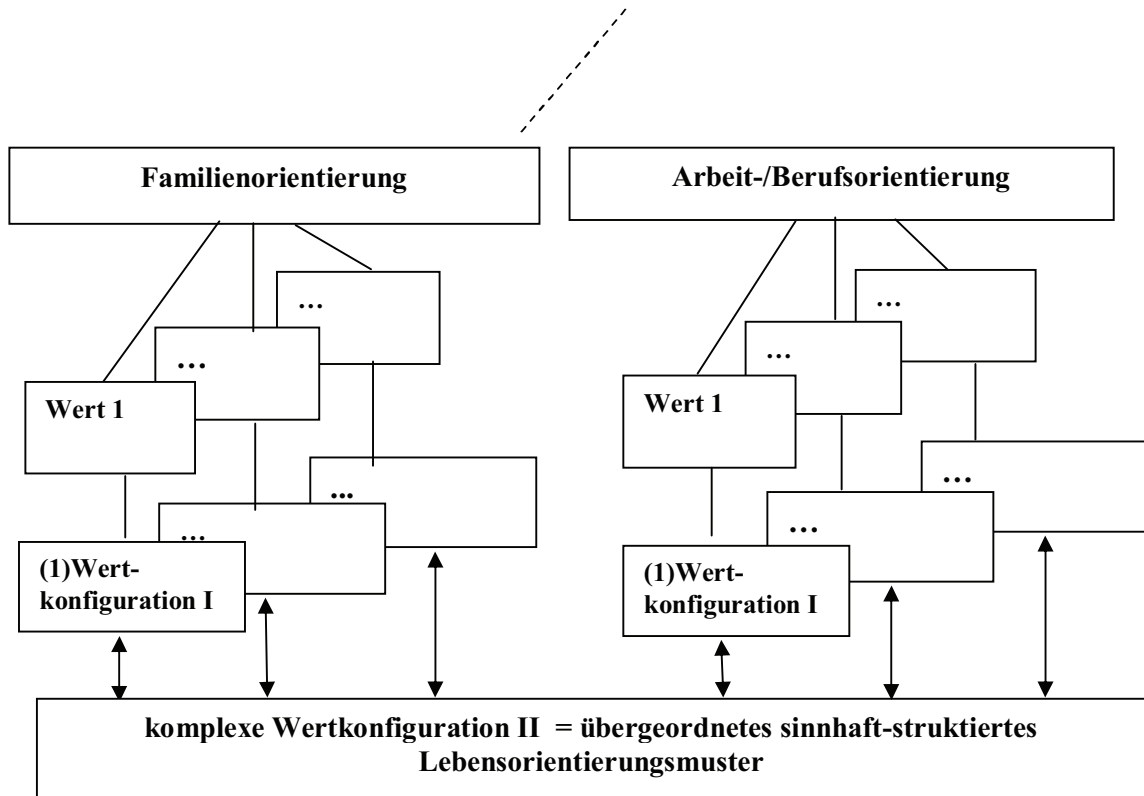 Familienorientierung
Arbeit-/Berufsorientierung
...
...
Wert 1
...
...
Wert 1
...
...
(1)Wert-
konfiguration I
...
...
(1)Wert-
konfiguration I
komplexe Wertkonfiguration II = übergeordnetes sinnhaft-struktiertes
Lebensorientierungsmuster